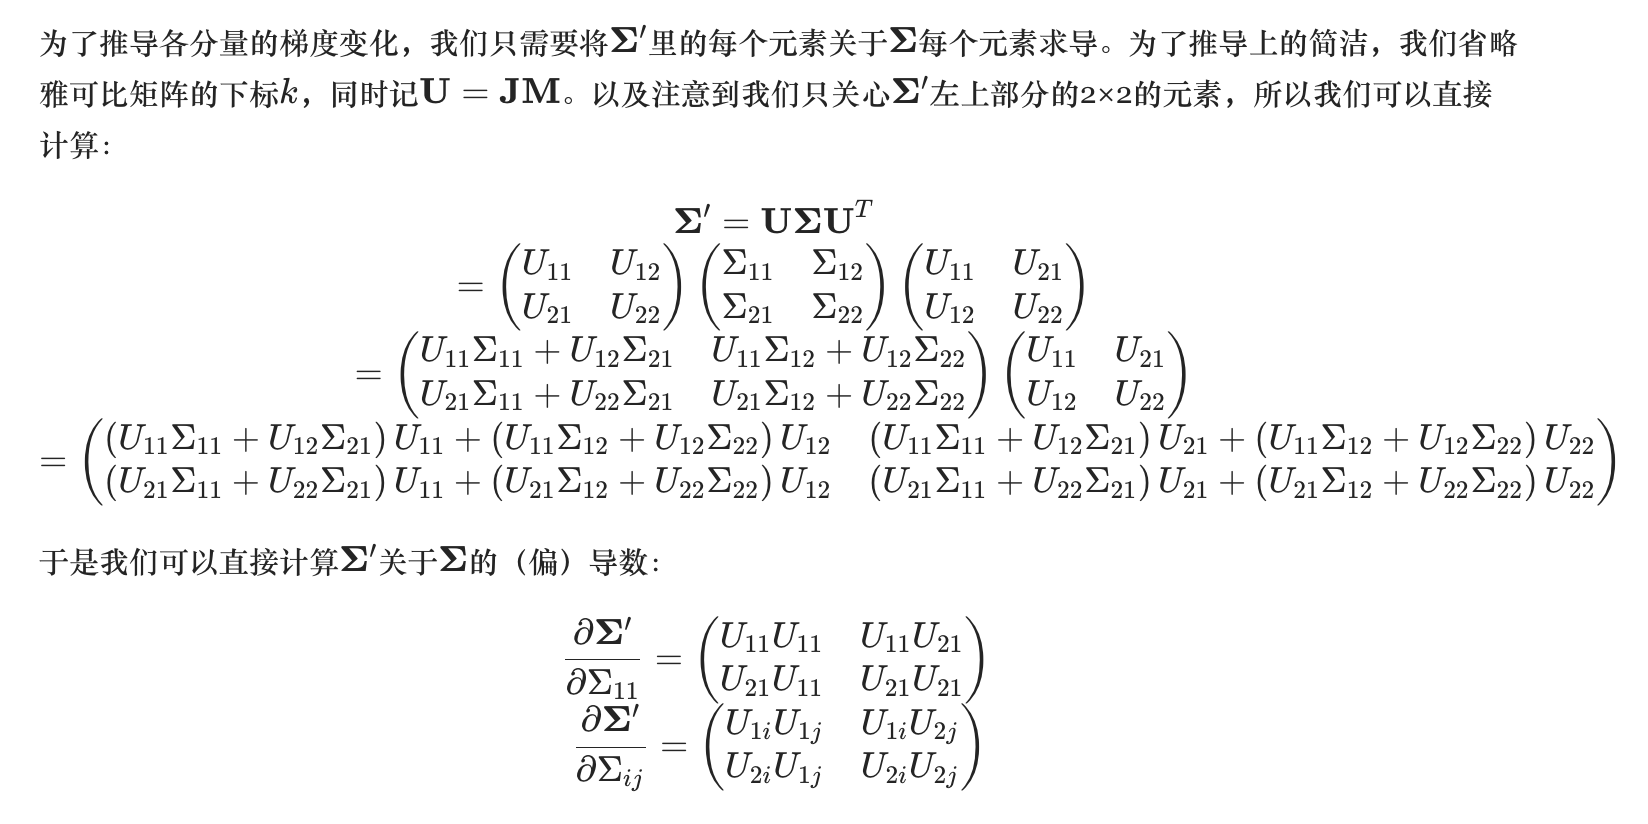 为了推导各分量的梯度变化，我们只需要将𝚺′里的每个元素关于𝚺每个元素求导。为了推导上的简洁，我们省略
雅可比矩阵的下标k，同时记𝐔 = 𝐉𝐌。以及注意到我们只关心𝚺′左上部分的2×2的元素，所以我们可以直接
计算：
$\mathbf{\Sigma}' = \mathbf{U}\mathbf{\Sigma}\mathbf{U}^T$
$= \begin{pmatrix} U_{11} & U_{12} \\ U_{21} & U_{22} \end{pmatrix} \begin{pmatrix} \Sigma_{11} & \Sigma_{12} \\ \Sigma_{21} & \Sigma_{22} \end{pmatrix} \begin{pmatrix} U_{11} & U_{21} \\ U_{12} & U_{22} \end{pmatrix}$
$= \begin{pmatrix} U_{11}\Sigma_{11} + U_{12}\Sigma_{21} & U_{11}\Sigma_{12} + U_{12}\Sigma_{22} \\ U_{21}\Sigma_{11} + U_{22}\Sigma_{21} & U_{21}\Sigma_{12} + U_{22}\Sigma_{22} \end{pmatrix} \begin{pmatrix} U_{11} & U_{21} \\ U_{12} & U_{22} \end{pmatrix}$
$= \begin{pmatrix} (U_{11}\Sigma_{11} + U_{12}\Sigma_{21}) U_{11} + (U_{11}\Sigma_{12} + U_{12}\Sigma_{22}) U_{12} & (U_{11}\Sigma_{11} + U_{12}\Sigma_{21}) U_{21} + (U_{11}\Sigma_{12} + U_{12}\Sigma_{22}) U_{22} \\ (U_{21}\Sigma_{11} + U_{22}\Sigma_{21}) U_{11} + (U_{21}\Sigma_{12} + U_{22}\Sigma_{22}) U_{12} & (U_{21}\Sigma_{11} + U_{22}\Sigma_{21}) U_{21} + (U_{21}\Sigma_{12} + U_{22}\Sigma_{22}) U_{22} \end{pmatrix}$
于是我们可以直接计算𝚺′关于𝚺的（偏）导数：
$\frac{\partial \mathbf{\Sigma}'}{\partial \Sigma_{11}} = \begin{pmatrix} U_{11}U_{11} & U_{11}U_{21} \\ U_{21}U_{11} & U_{21}U_{21} \end{pmatrix}$
$\frac{\partial \mathbf{\Sigma}'}{\partial \Sigma_{ij}} = \begin{pmatrix} U_{1i}U_{1j} & U_{1i}U_{2j} \\ U_{2i}U_{1j} & U_{2i}U_{2j} \end{pmatrix}$